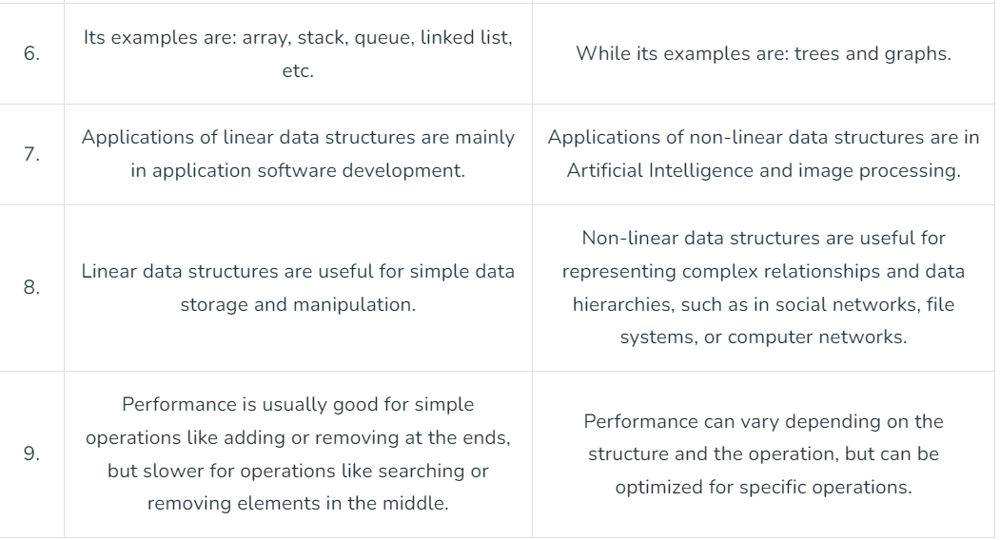 6.
Its examples are: array, stack, queue, linked list,
etc.
While its examples are: trees and graphs.
7.
Applications of linear data structures are mainly
in application software development.
Applications of non-linear data structures are in
Artificial Intelligence and image processing.
8.
Linear data structures are useful for simple data
storage and manipulation.
Non-linear data structures are useful for
representing complex relationships and data
hierarchies, such as in social networks, file
systems, or computer networks.
9.
Performance is usually good for simple
operations like adding or removing at the ends,
but slower for operations like searching or
removing elements in the middle.
Performance can vary depending on the
structure and the operation, but can be
optimized for specific operations.